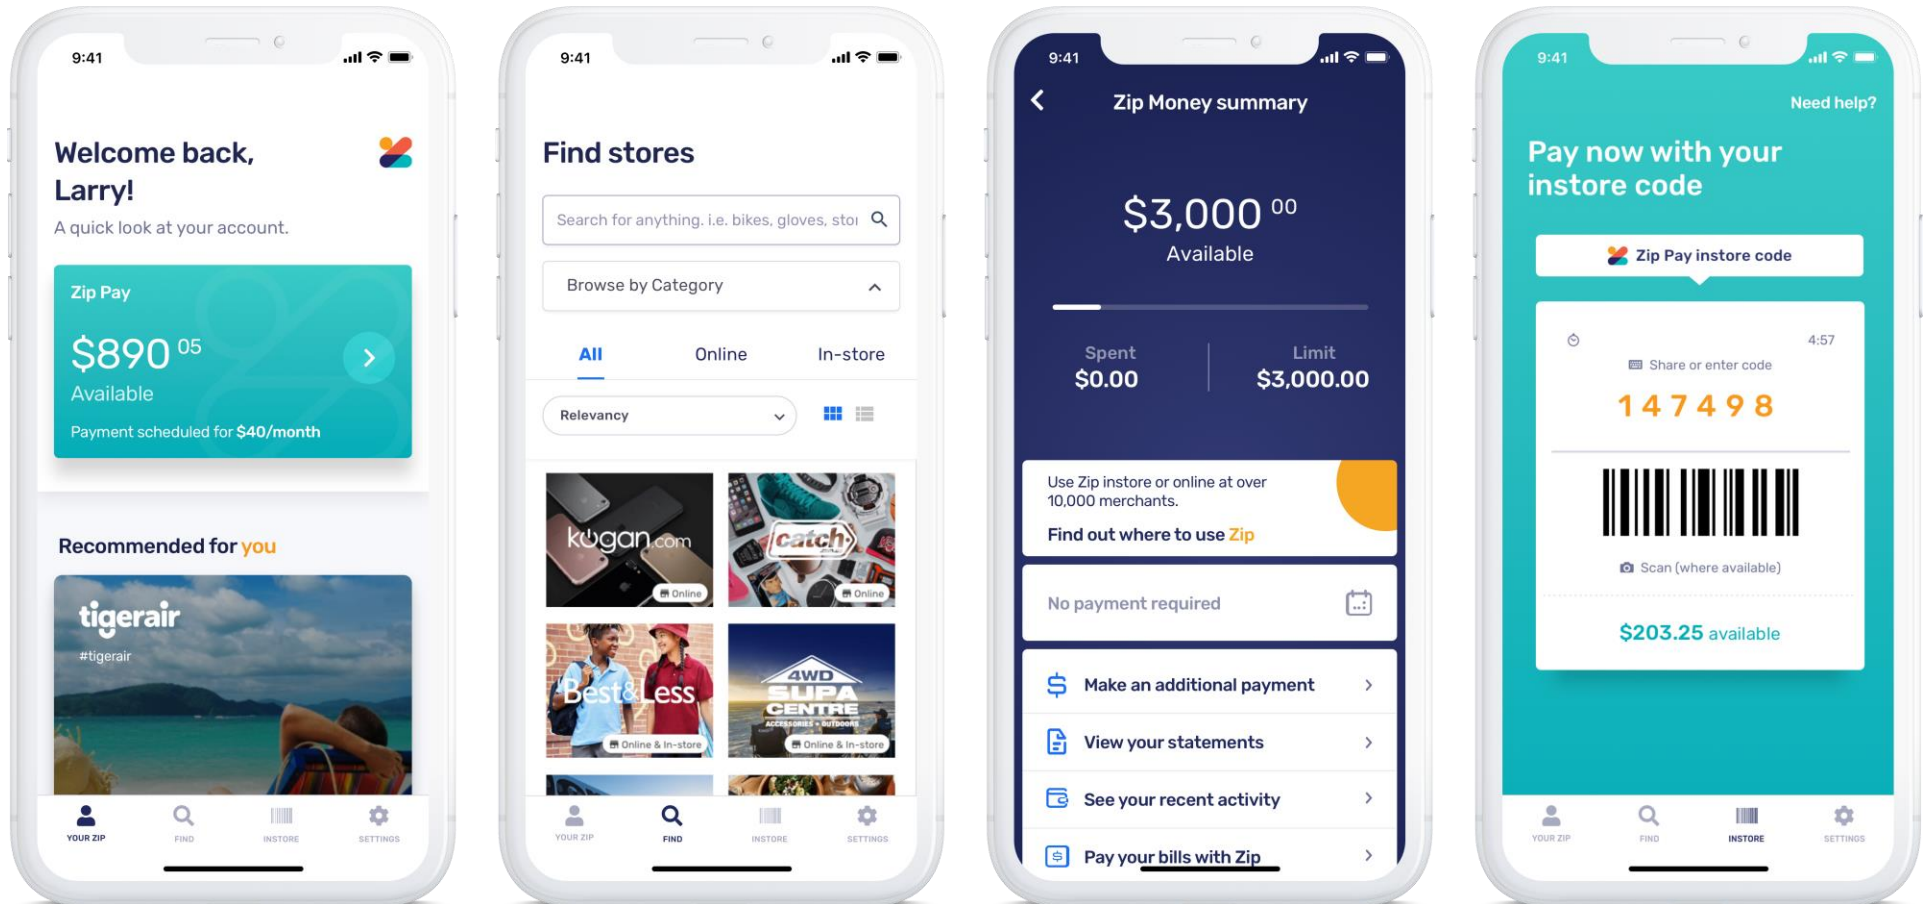 9:41
Welcome back,
Larry!
A quick look at your account.
Zip Pay
$890 05
Available
Payment scheduled for $40/month
Recommended for you
tigerair
#tigerair
YOUR ZIP
FIND
INSTORE
SETTINGS
9:41
Find stores
Search for anything. i.e. bikes, gloves, stor
Browse by Category
All
Online
In-store
Relevancy
kogan.com
Online
catch
Online
Best&Less
Online & In-store
4WD
SUPA
CENTRE
ACCESSORIES • OUTDOORS
Online & In-store
YOUR ZIP
FIND
INSTORE
SETTINGS
9:41
Zip Money summary
$3,000 00
Available
Spent
$0.00
Limit
$3,000.00
Use Zip instore or online at over
10,000 merchants.
Find out where to use Zip
No payment required
Make an additional payment
View your statements
See your recent activity
Pay your bills with Zip
9:41
Need help?
Pay now with your
instore code
Zip Pay instore code
4:57
Share or enter code
147498
Scan (where available)
$203.25 available
YOUR ZIP
FIND
INSTORE
SETTINGS